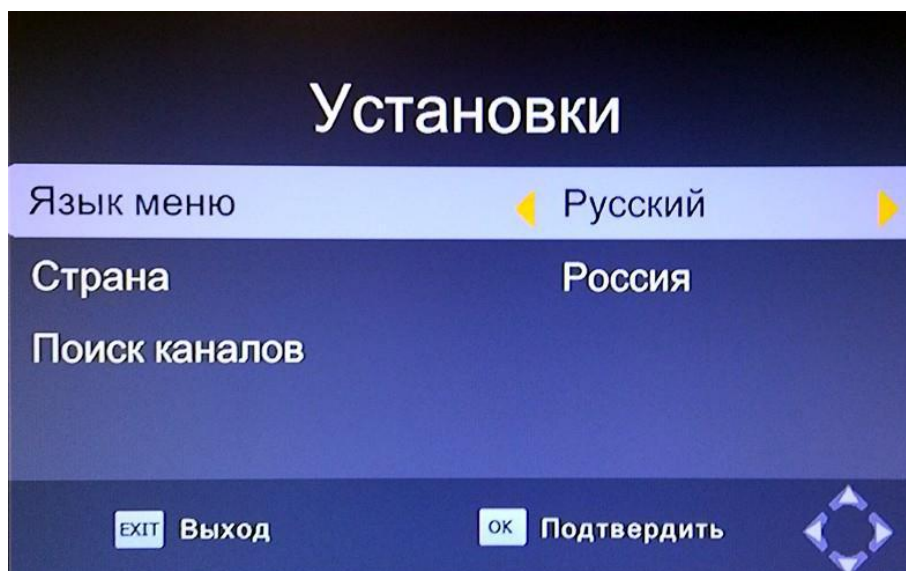 Установки
Язык меню Русский
Страна Россия
Поиск каналов
EXIT Выход OK Подтвердить